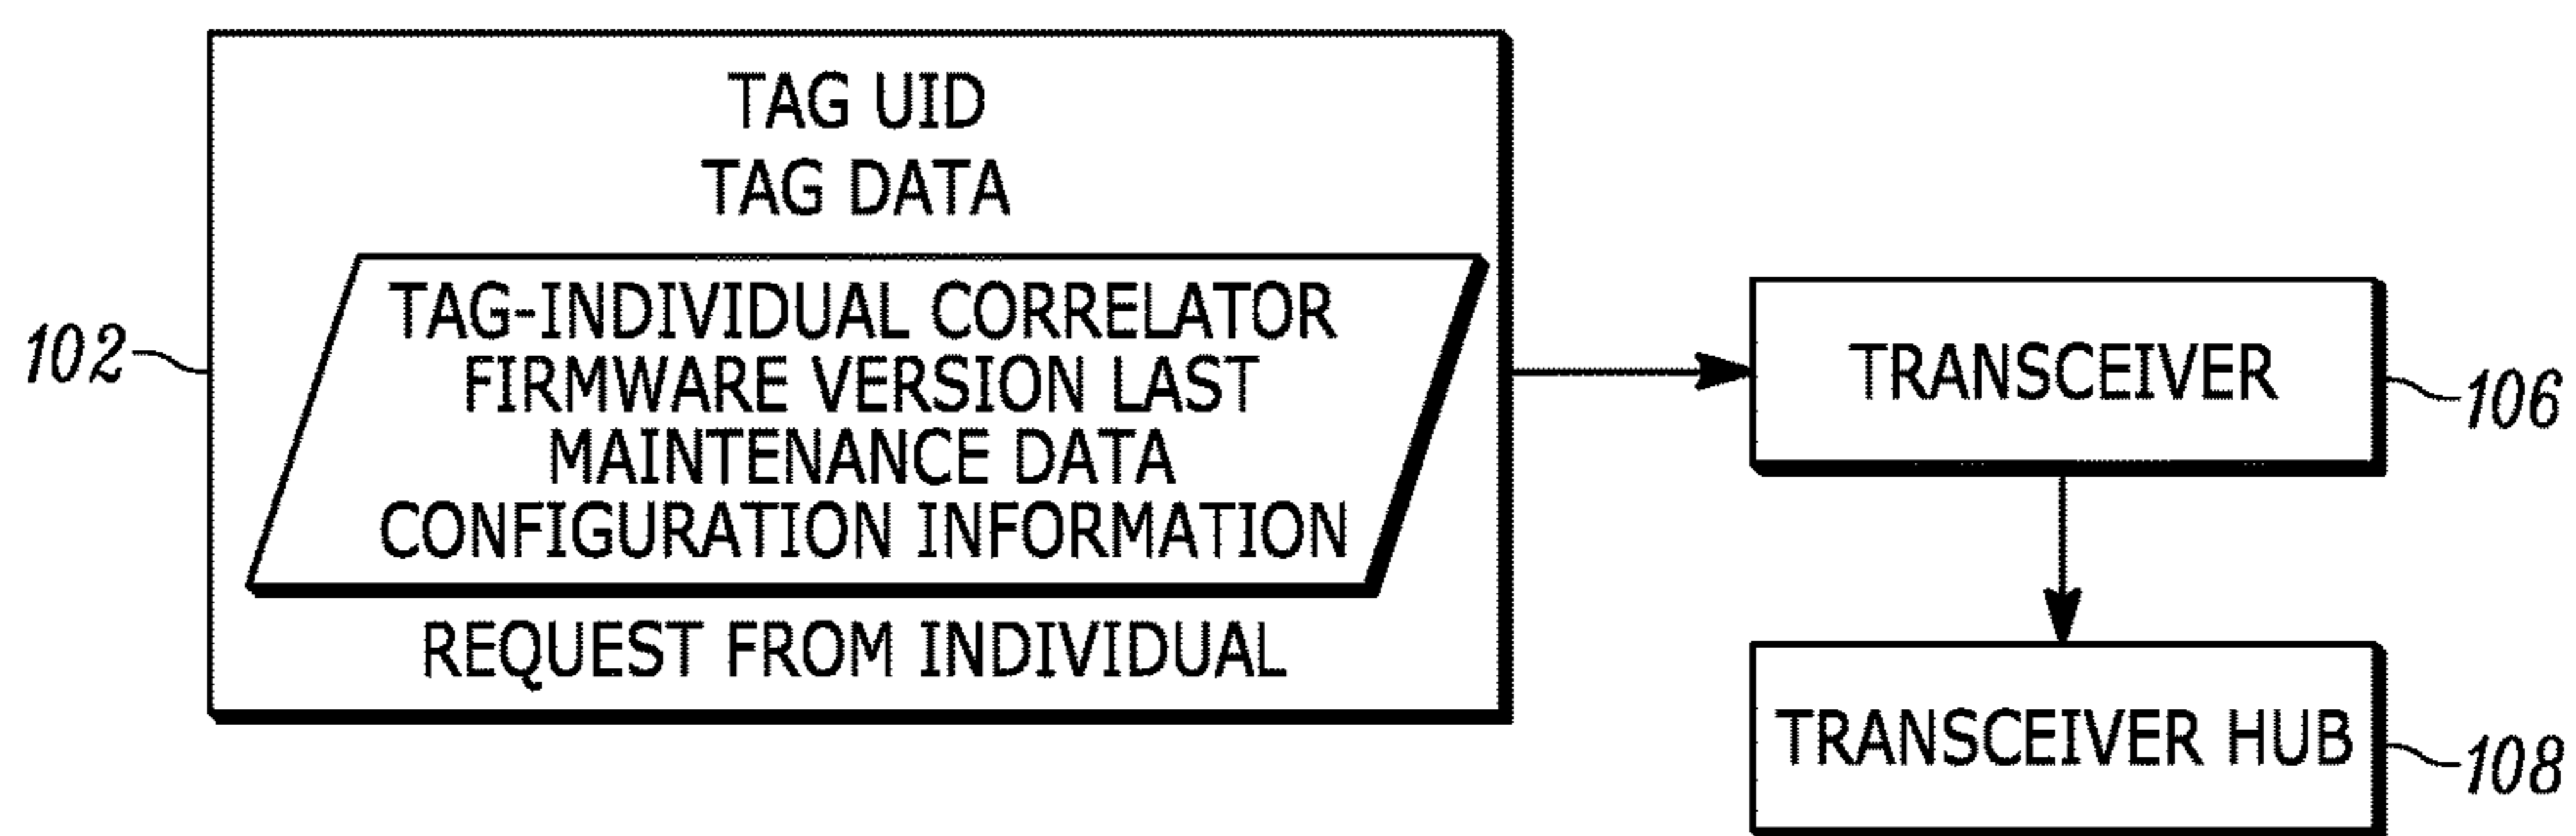 TAG UID
TAG DATA
TAG-INDIVIDUAL CORRELATOR
FIRMWARE VERSION LAST
MAINTENANCE DATA
CONFIGURATION INFORMATION
REQUEST FROM INDIVIDUAL
102
TRANSCEIVER
106
TRANSCEIVER HUB
108